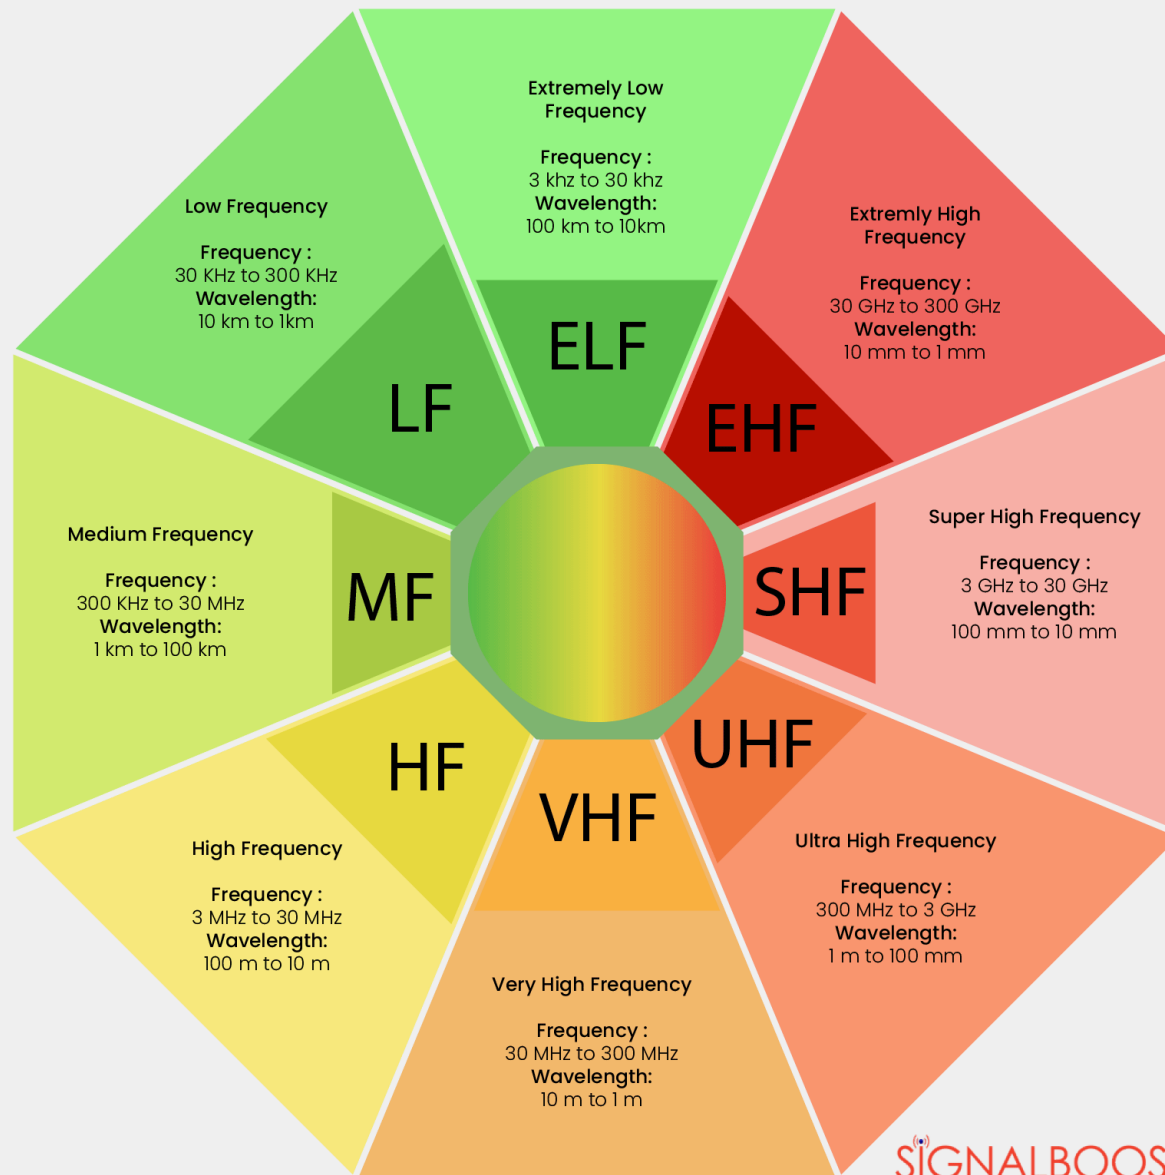 Extremely Low
Frequency
Frequency :
3 khz to 30 khz
Wavelength:
100 km to 10km
ELF
Extremly High
Frequency
Frequency :
30 GHz to 300 GHz
Wavelength:
10 mm to 1 mm
EHF
Super High Frequency
Frequency :
3 GHz to 30 GHz
Wavelength:
100 mm to 10 mm
SHF
Ultra High Frequency
Frequency :
300 MHz to 3 GHz
Wavelength:
1 m to 100 mm
UHF
Very High Frequency
Frequency :
30 MHz to 300 MHz
Wavelength:
10 m to 1 m
VHF
High Frequency
Frequency :
3 MHz to 30 MHz
Wavelength:
100 m to 10 m
HF
Medium Frequency
Frequency :
300 KHz to 30 MHz
Wavelength:
1 km to 100 km
MF
Low Frequency
Frequency :
30 KHz to 300 KHz
Wavelength:
10 km to 1km
LF
SIGNALBOOS